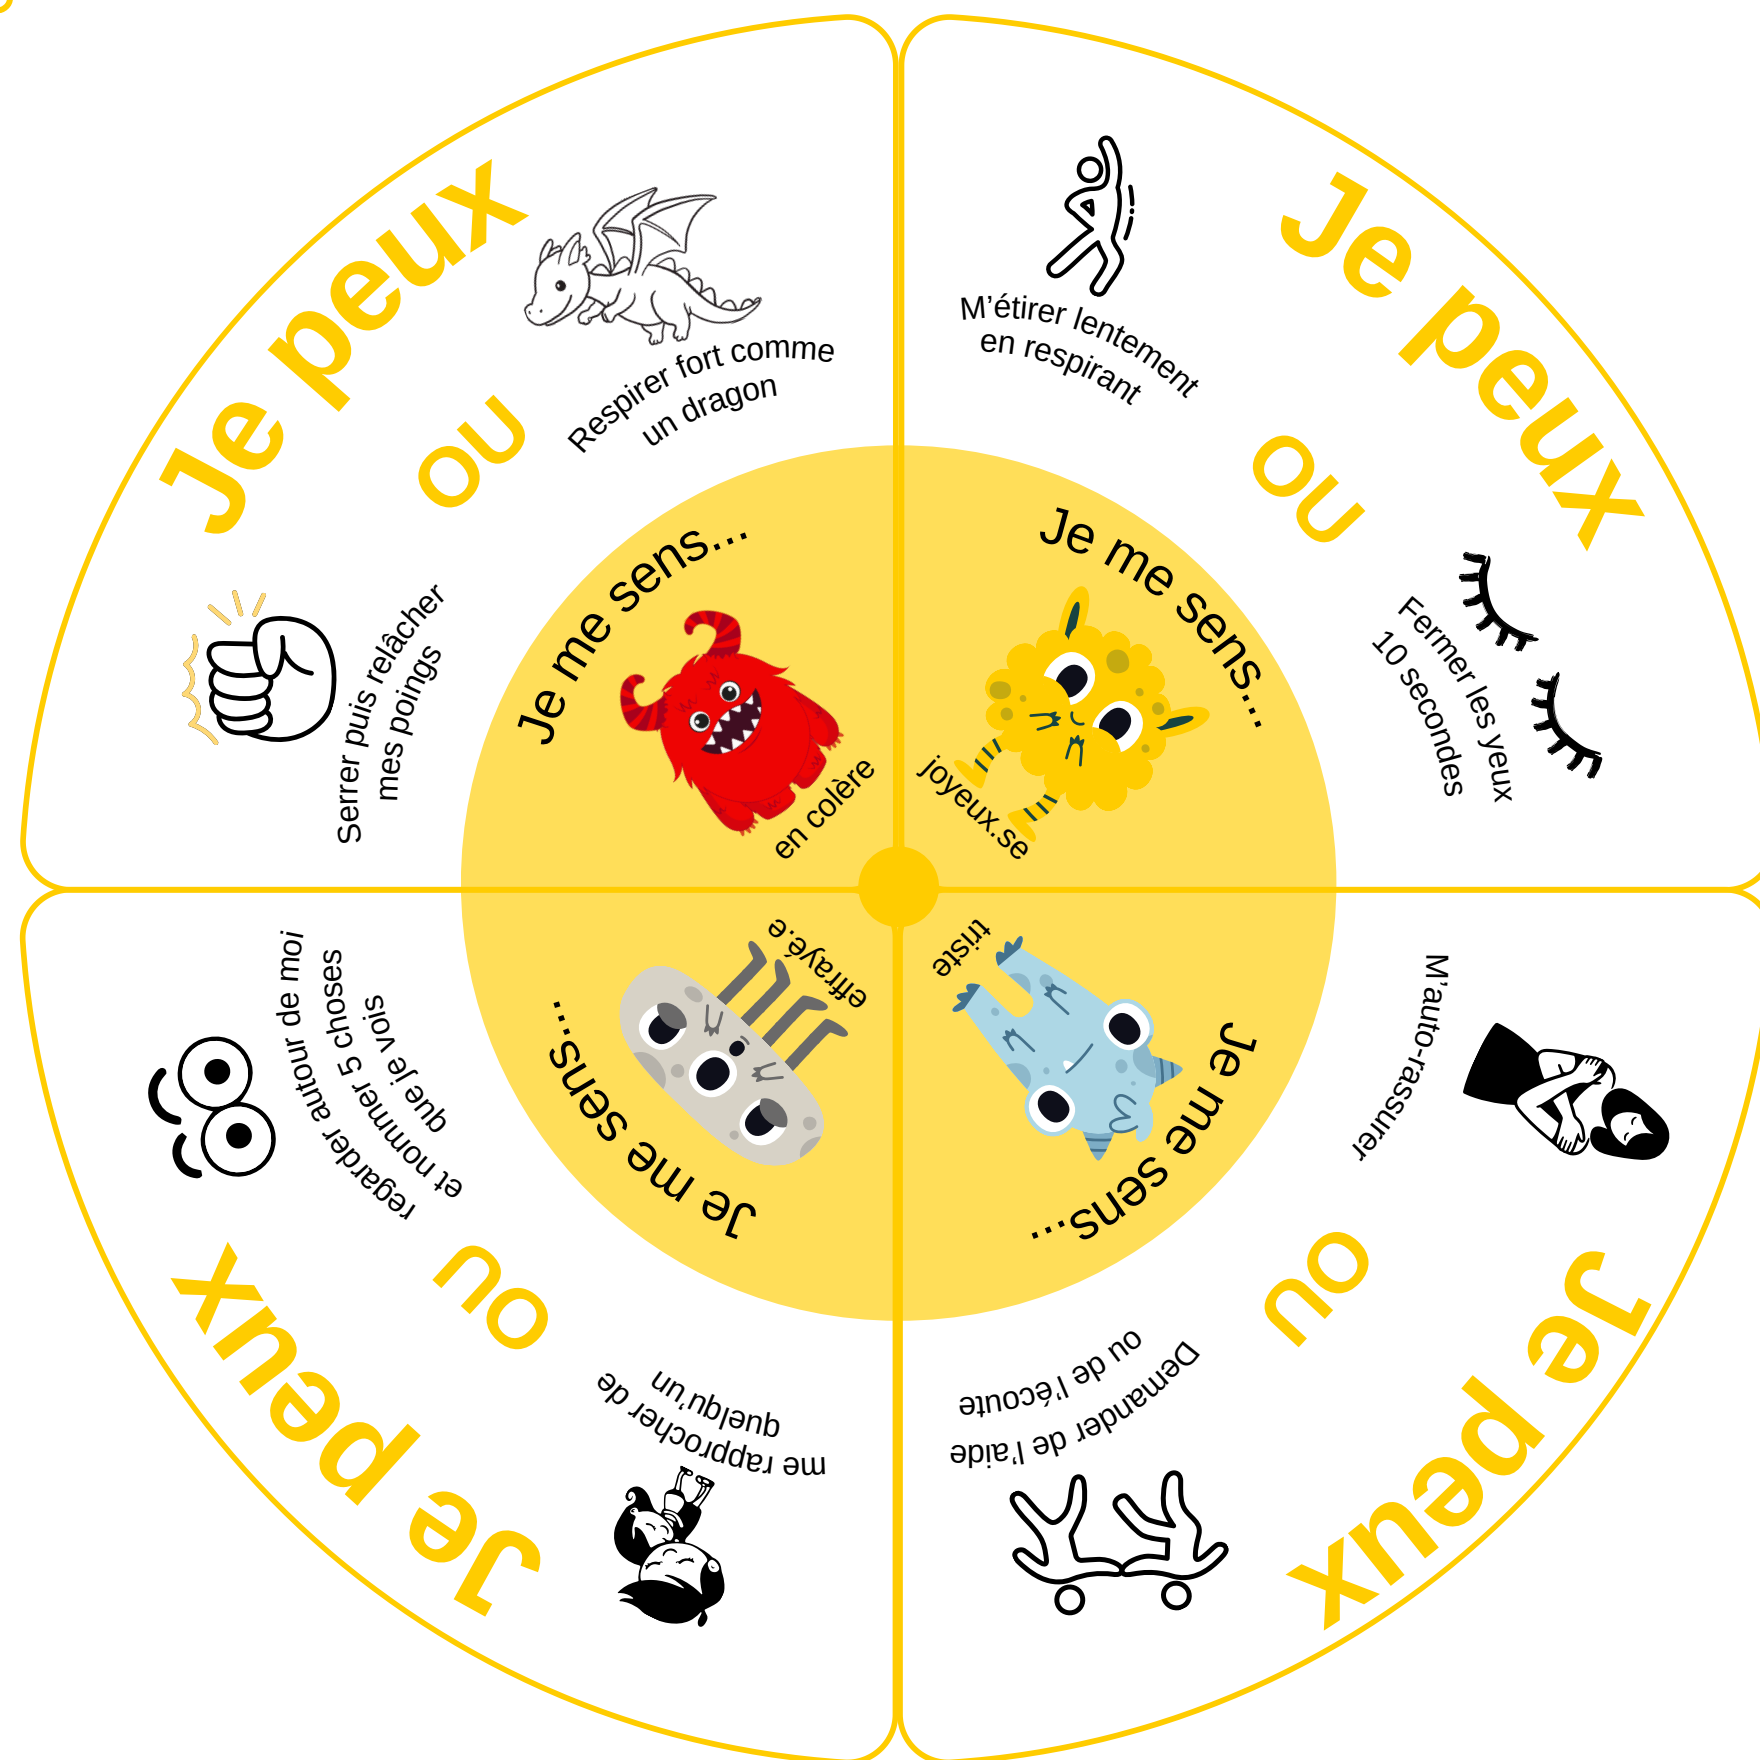 Je peux
Respirer fort comme
un dragon
OU
Serrer puis relâcher
mes poings
Je me sens...
en colère
Je peux
M'étirer lentement
en respirant
OU
Fermer les yeux
10 secondes
Je me sens...
joyeux.se
Je peux
M'auto-rassurer
OU
Demander de l'aide
ou de l'écoute
Je me sens...
triste
Je peux
me rapprocher de
quelqu'un
OU
regarder autour de moi
et nommer 5 choses
que je vois
Je me sens...
effrayé.e